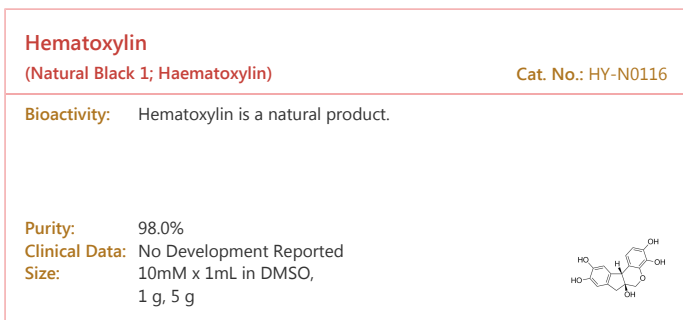 Hematoxylin
(Natural Black 1; Haematoxylin) Cat. No.: HY-N0116
Bioactivity: Hematoxylin is a natural product.
Purity: 98.0%
Clinical Data: No Development Reported
Size: 10mM x 1mL in DMSO,
1 g, 5 g
OH
HO H OH
HO O
OH